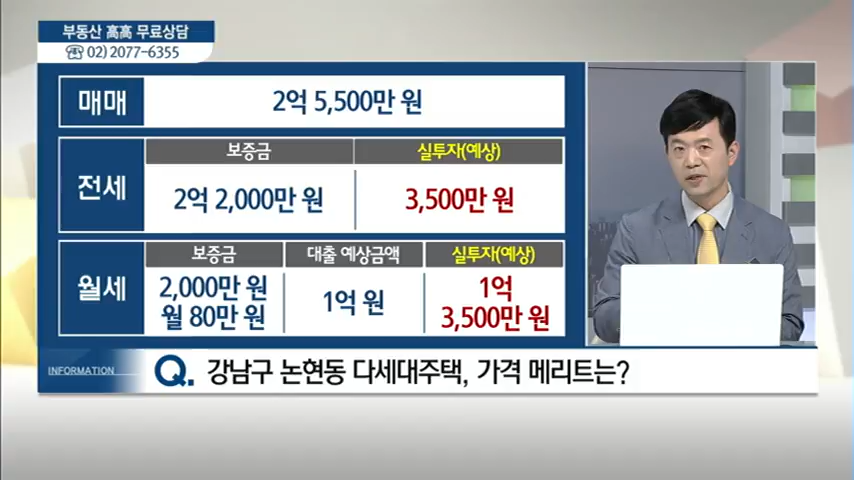 부동산 高高 무료상담
☎ 02) 2077-6355
매매
2억 5,500만 원
전세
보증금
실투자(예상)
2억 2,000만 원
3,500만 원
월세
보증금
대출 예상금액
실투자(예상)
2,000만 원
월 80만 원
1억 원
1억
3,500만 원
INFORMATION
Q. 강남구 논현동 다세대주택, 가격 메리트는?